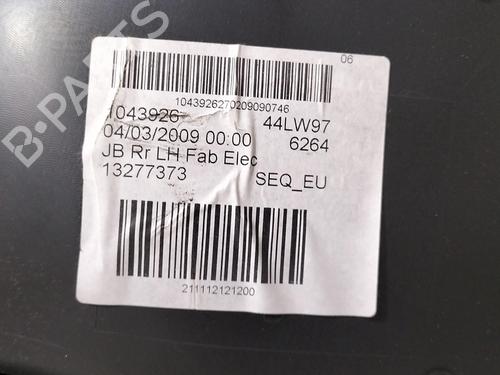 06
1043926270209090746
1043926 44LW97
04/03/2009 00:00 6264
JB Rr LH Fab Elec
13277373 SEQ_EU
211112121200
B-PARTS